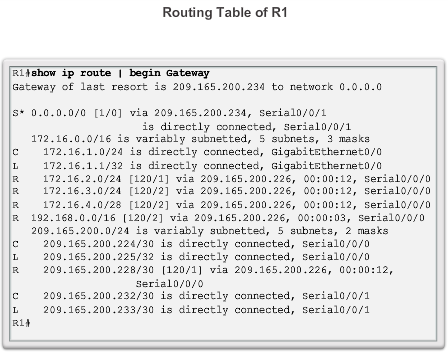 Routing Table of R1
R1#show ip route | begin Gateway
Gateway of last resort is 209.165.200.234 to network 0.0.0.0
S* 0.0.0.0/0 [1/0] via 209.165.200.234, Serial0/0/1
is directly connected, Serial0/0/1
172.16.0.0/16 is variably subnetted, 5 subnets, 3 masks
C 172.16.1.0/24 is directly connected, GigabitEthernet0/0
L 172.16.1.1/32 is directly connected, GigabitEthernet0/0
R 172.16.2.0/24 [120/1] via 209.165.200.226, 00:00:12, Serial0/0/0
R 172.16.3.0/24 [120/2] via 209.165.200.226, 00:00:12, Serial0/0/0
R 172.16.4.0/28 [120/2] via 209.165.200.226, 00:00:12, Serial0/0/0
R 192.168.0.0/16 [120/2] via 209.165.200.226, 00:00:03, Serial0/0/0
209.165.200.0/24 is variably subnetted, 5 subnets, 2 masks
C 209.165.200.224/30 is directly connected, Serial0/0/0
L 209.165.200.225/32 is directly connected, Serial0/0/0
R 209.165.200.228/30 [120/1] via 209.165.200.226, 00:00:12,
Serial0/0/0
C 209.165.200.232/30 is directly connected, Serial0/0/1
L 209.165.200.233/30 is directly connected, Serial0/0/1
R1#